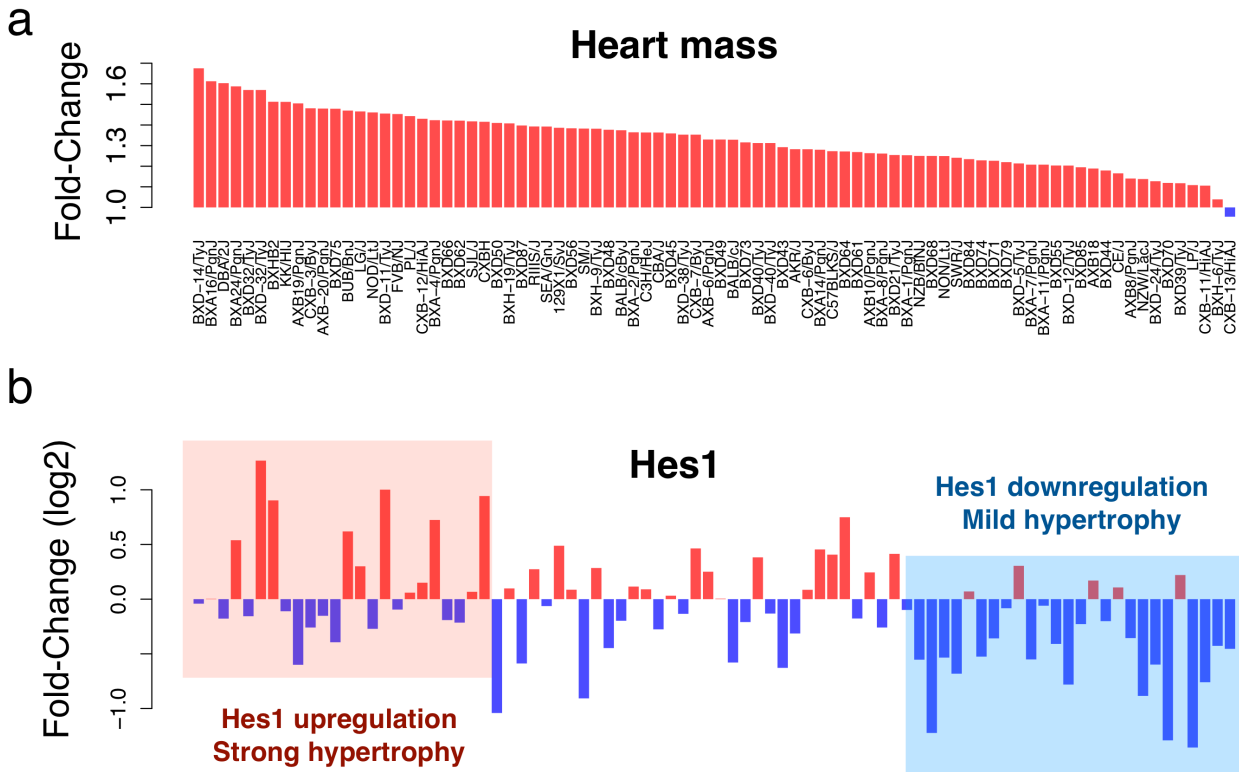 a
Heart mass
Fold-Change
1.6
1.3
1.0
BXD-14/TyJ
BXA16/PgnJ
DBA/2J
BXA24/PgnJ
BXD32/TyJ
BXD-32/TyJ
BXHB2
KK/HlJ
AXB19/PgnJ
CXB-3/ByJ
AXB-20/PgnJ
BXD75
BUB/BnJ
LG/J
NOD/LtJ
BXD-11/TyJ
FVB/NJ
PL/J
CXB-12/HiAJ
BXA-4/PgnJ
BXD66
BXD62
SJL/J
CXBH
BXD50
BXH-19/TyJ
BXD87
RIIIS/J
SEA/GnJ
129X1/SvJ
BXD56
SM/J
BXH-9/TyJ
BXD48
BALB/cByJ
BXA-2/PgnJ
C3H/HeJ
CBA/J
BXD45
BXD-38/TyJ
CXB-7/ByJ
AXB-6/PgnJ
BXD49
BALB/cJ
BXD73
BXD40/TyJ
BXD-40/TyJ
BXD43
AKR/J
CXB-6/ByJ
BXA14/PgnJ
C57BLKS/J
BXD64
BXD61
AXB10/PgnJ
BXA-8/PgnJ
BXD21/TyJ
BXA-1/PgnJ
NZB/BlNJ
BXD68
NON/LtJ
SWR/J
BXD84
BXD74
BXD71
BXD79
BXD-5/TyJ
BXA-7/PgnJ
BXA-11/PgnJ
BXD55
BXD-12/TyJ
BXD85
AXB18
BXD44
CE/J
AXB8/PgnJ
NZW/LacJ
BXD-24/TyJ
BXD70
BXD39/TyJ
LP/J
CXB-11/HiAJ
BXH-6/TyJ
CXB-13/HiAJ
b
Hes1
Fold-Change (log2)
1.0
0.5
0.0
−1.0
Hes1 downregulation
Mild hypertrophy
Hes1 upregulation
Strong hypertrophy